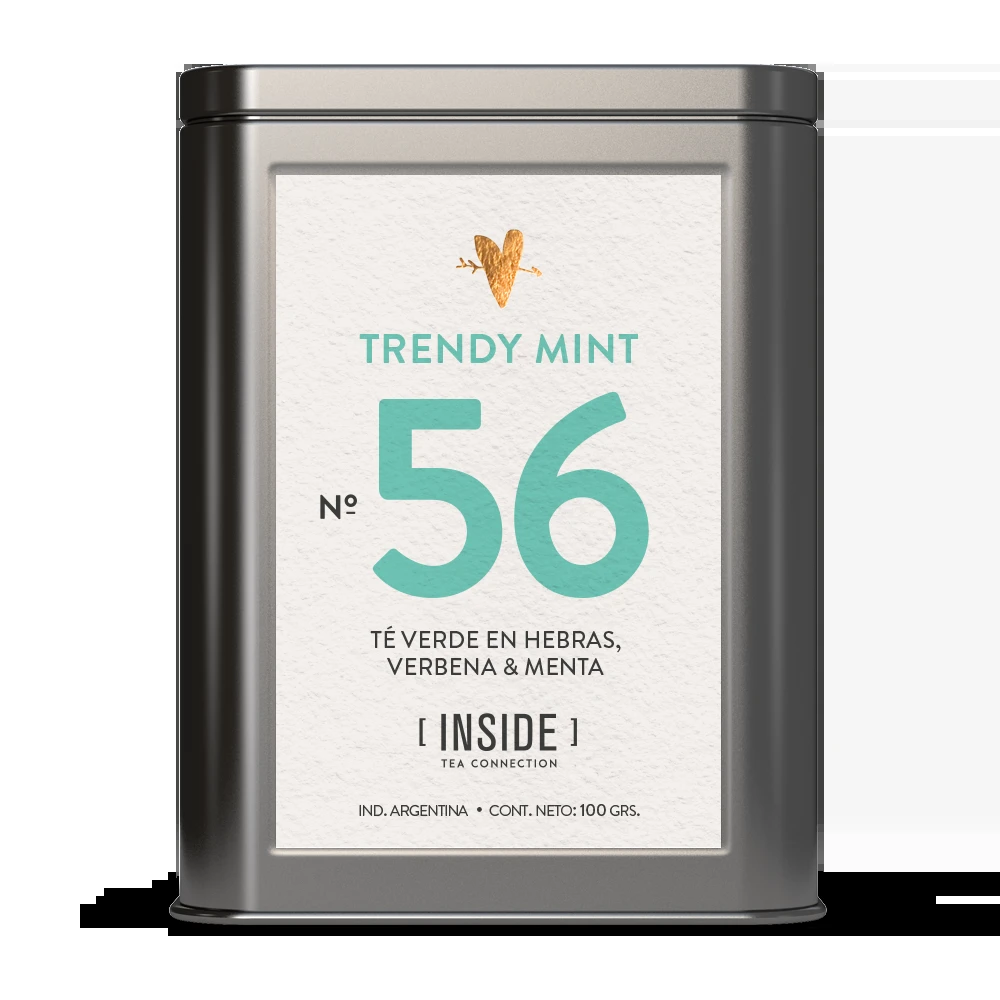 TRENDY MINT
Nº 56
TÉ VERDE EN HEBRAS,
VERBENA & MENTA
[ INSIDE ]
TEA CONNECTION
IND. ARGENTINA • CONT. NETO: 100 GRS.